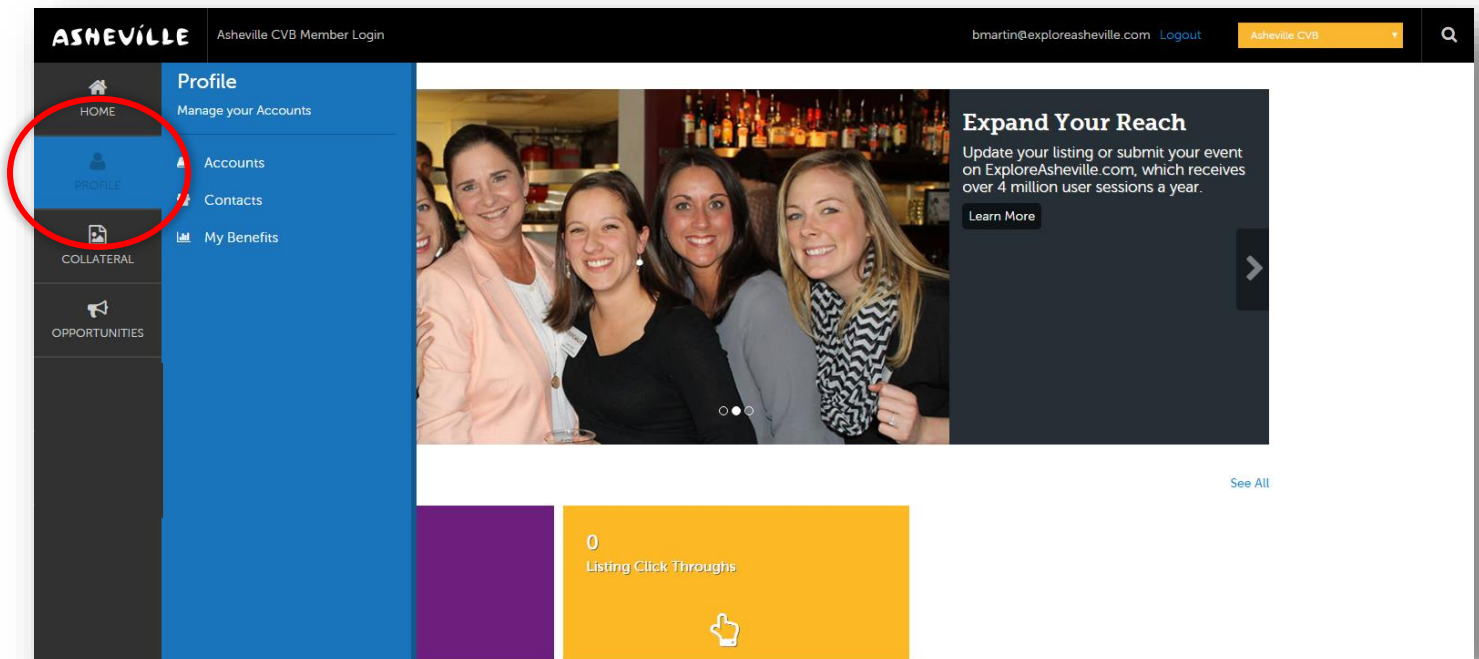 ASHEVILLE
Asheville CVB Member Login
bmartin@exploreasheville.com Logout
Asheville CVB
HOME
PROFILE
COLLATERAL
OPPORTUNITIES
Profile
Manage your Accounts
Accounts
Contacts
My Benefits
Expand Your Reach
Update your listing or submit your event
on ExploreAsheville.com, which receives
over 4 million user sessions a year.
Learn More
See All
0
Listing Click Throughs